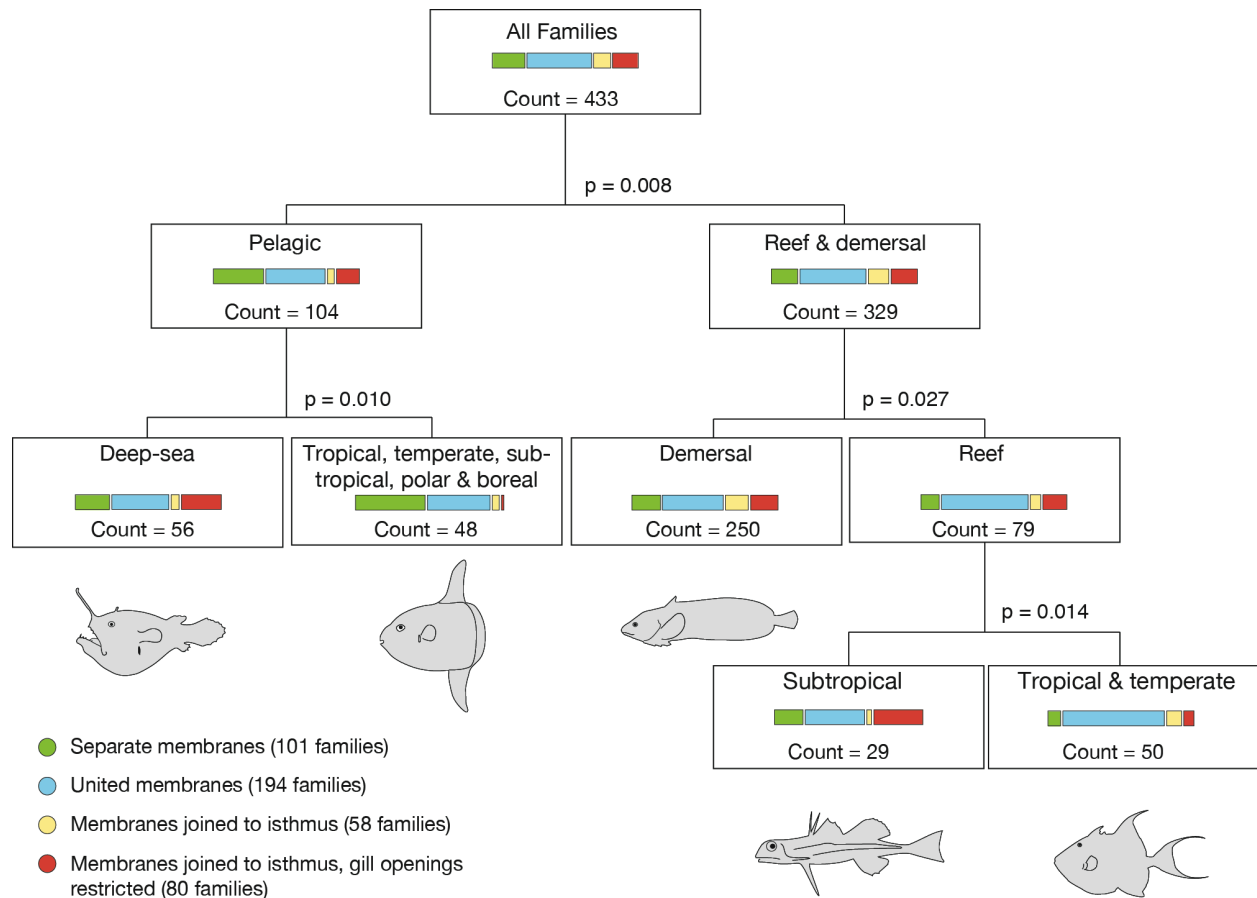 All Families
Count = 433
p = 0.008
Pelagic
Count = 104
Reef & demersal
Count = 329
p = 0.010
p = 0.027
Deep-sea
Count = 56
Tropical, temperate, sub-
tropical, polar & boreal
Count = 48
Demersal
Count = 250
Reef
Count = 79
p = 0.014
Subtropical
Count = 29
Tropical & temperate
Count = 50
Separate membranes (101 families)
United membranes (194 families)
Membranes joined to isthmus (58 families)
Membranes joined to isthmus, gill openings
restricted (80 families)